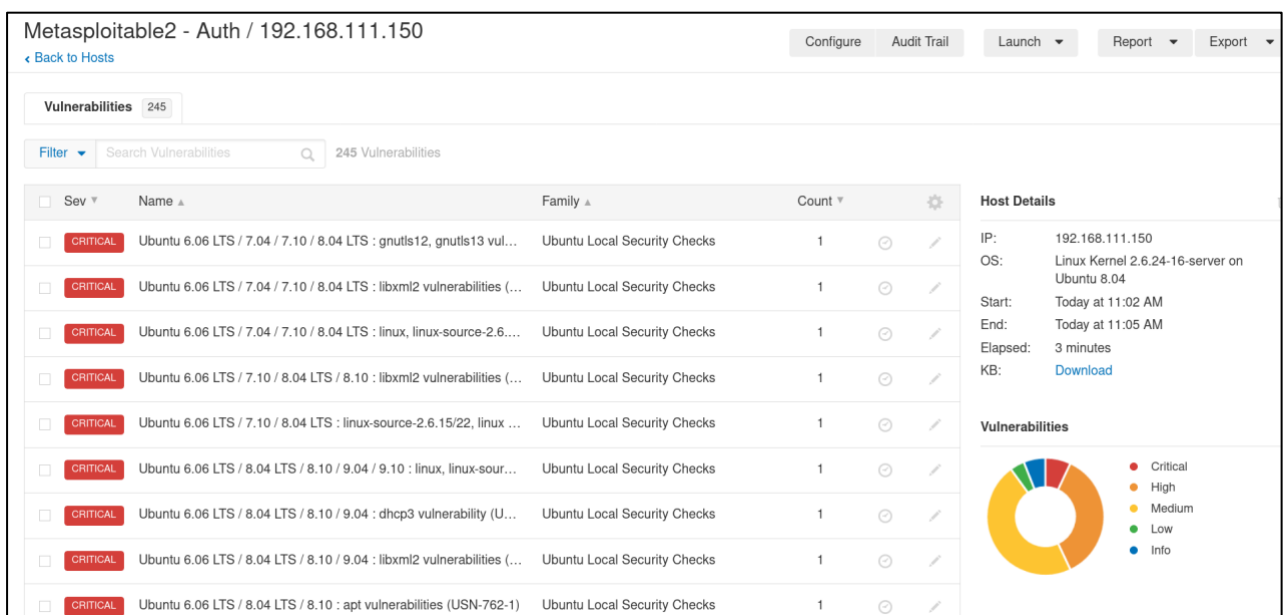 Metasploitable2 - Auth / 192.168.111.150
‹ Back to Hosts
Configure Audit Trail Launch Report Export
Vulnerabilities 245
Filter Search Vulnerabilities 245 Vulnerabilities
Sev Name Family Count
CRITICAL Ubuntu 6.06 LTS / 7.04 / 7.10 / 8.04 LTS : gnutls12, gnutls13 vul... Ubuntu Local Security Checks 1
CRITICAL Ubuntu 6.06 LTS / 7.04 / 7.10 / 8.04 LTS : libxml2 vulnerabilities (... Ubuntu Local Security Checks 1
CRITICAL Ubuntu 6.06 LTS / 7.04 / 7.10 / 8.04 LTS : linux, linux-source-2.6.... Ubuntu Local Security Checks 1
CRITICAL Ubuntu 6.06 LTS / 7.10 / 8.04 LTS / 8.10 : libxml2 vulnerabilities (... Ubuntu Local Security Checks 1
CRITICAL Ubuntu 6.06 LTS / 7.10 / 8.04 LTS : linux-source-2.6.15/22, linux ... Ubuntu Local Security Checks 1
CRITICAL Ubuntu 6.06 LTS / 8.04 LTS / 8.10 / 9.04 / 9.10 : linux, linux-sour... Ubuntu Local Security Checks 1
CRITICAL Ubuntu 6.06 LTS / 8.04 LTS / 8.10 / 9.04 : dhcp3 vulnerability (U... Ubuntu Local Security Checks 1
CRITICAL Ubuntu 6.06 LTS / 8.04 LTS / 8.10 / 9.04 : libxml2 vulnerabilities (... Ubuntu Local Security Checks 1
CRITICAL Ubuntu 6.06 LTS / 8.04 LTS / 8.10 : apt vulnerabilities (USN-762-1) Ubuntu Local Security Checks 1
Host Details
IP: 192.168.111.150
OS: Linux Kernel 2.6.24-16-server on
Ubuntu 8.04
Start: Today at 11:02 AM
End: Today at 11:05 AM
Elapsed: 3 minutes
KB: Download
Vulnerabilities
Critical
High
Medium
Low
Info